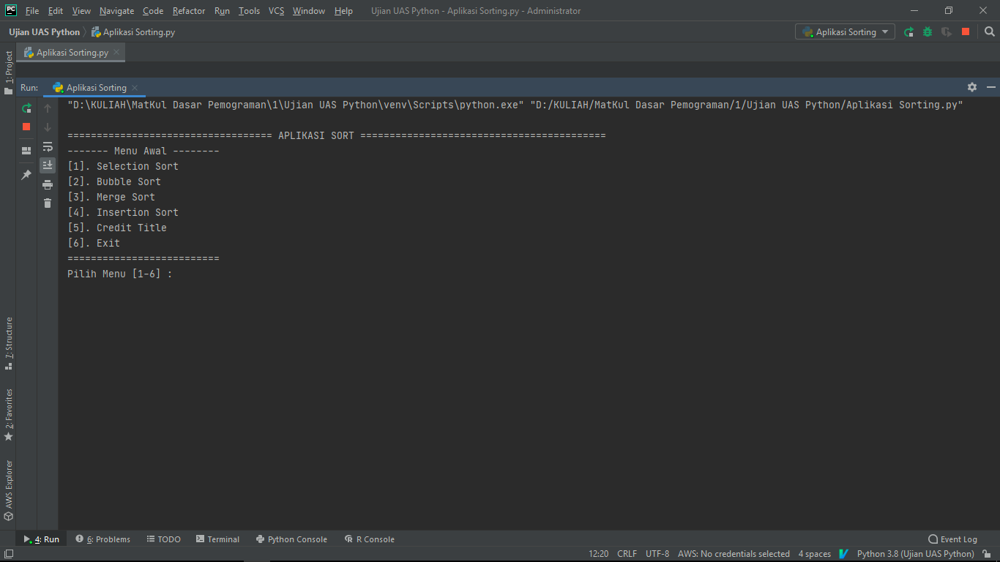 PC File Edit View Navigate Code Refactor Run Tools VCS Window Help Ujian UAS Python - Aplikasi Sorting.py - Administrator
Ujian UAS Python Aplikasi Sorting.py Aplikasi Sorting
Aplikasi Sorting.py
1: Project
Run: Aplikasi Sorting
"D:\KULIAH\MatKul Dasar Pemograman\1\Ujian UAS Python\venv\Scripts\python.exe" "D:/KULIAH/MatKul Dasar Pemograman/1/Ujian UAS Python/Aplikasi Sorting.py"
=================================== APLIKASI SORT ==========================================
------- Menu Awal --------
[1]. Selection Sort
[2]. Bubble Sort
[3]. Merge Sort
[4]. Insertion Sort
[5]. Credit Title
[6]. Exit
==========================
Pilih Menu [1-6] :
7: Structure
2: Favorites
AWS Explorer
4: Run 6: Problems TODO Terminal Python Console R Console Event Log
12:20 CRLF UTF-8 AWS: No credentials selected 4 spaces Python 3.8 (Ujian UAS Python)